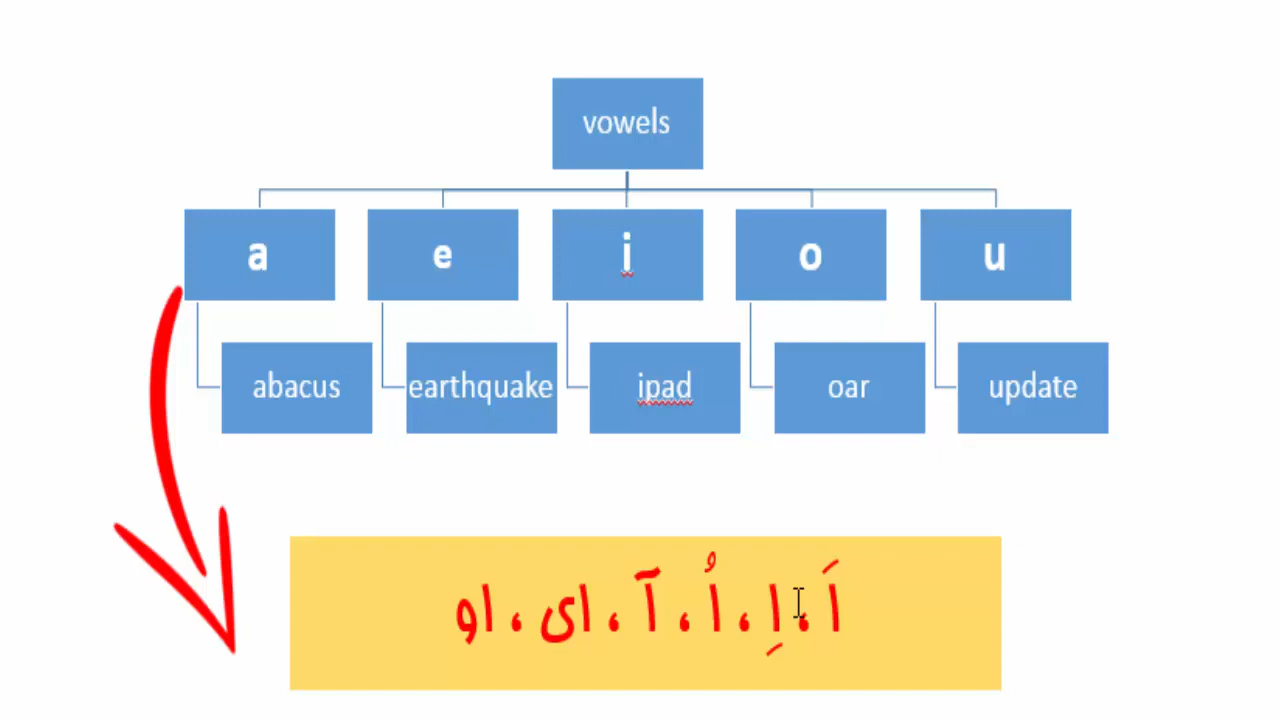 vowels
a e i o u
abacus earthquake ipad oar update
اَ ، اِ ، اُ ، آ ، ای ، او